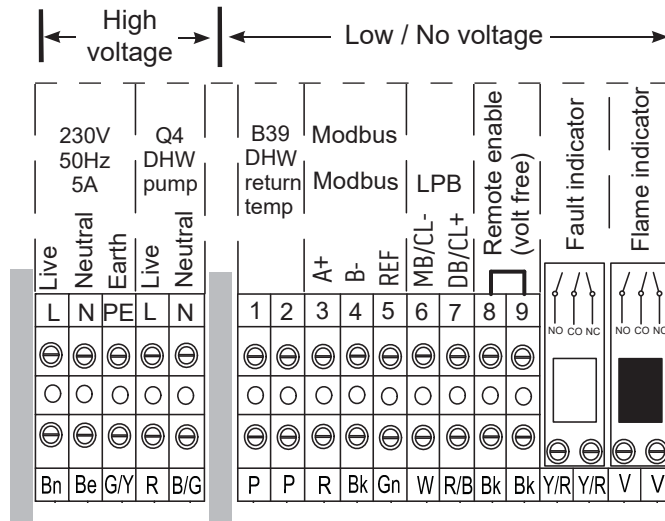 High voltage
Low / No voltage
230V 50Hz 5A
Q4 DHW pump
B39 DHW return temp
Modbus
Modbus
LPB
Remote enable (volt free)
Fault indicator
Flame indicator
Live Neutral Earth Live Neutral
A+ B- REF MB/CL- DB/CL+
L N PE L N 1 2 3 4 5 6 7 8 9
NO CO NC NO CO NC
Bn Be G/Y R B/G P P R Bk Gn W R/B Bk Bk Y/R Y/R V V